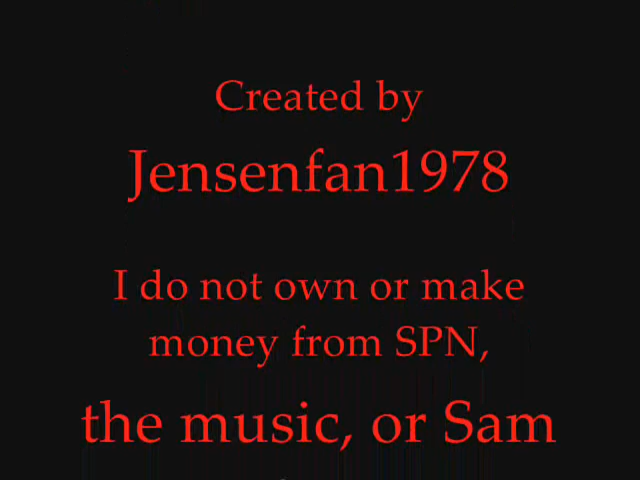 Created by
Jensenfan1978
I do not own or make
money from SPN,
the music, or Sam